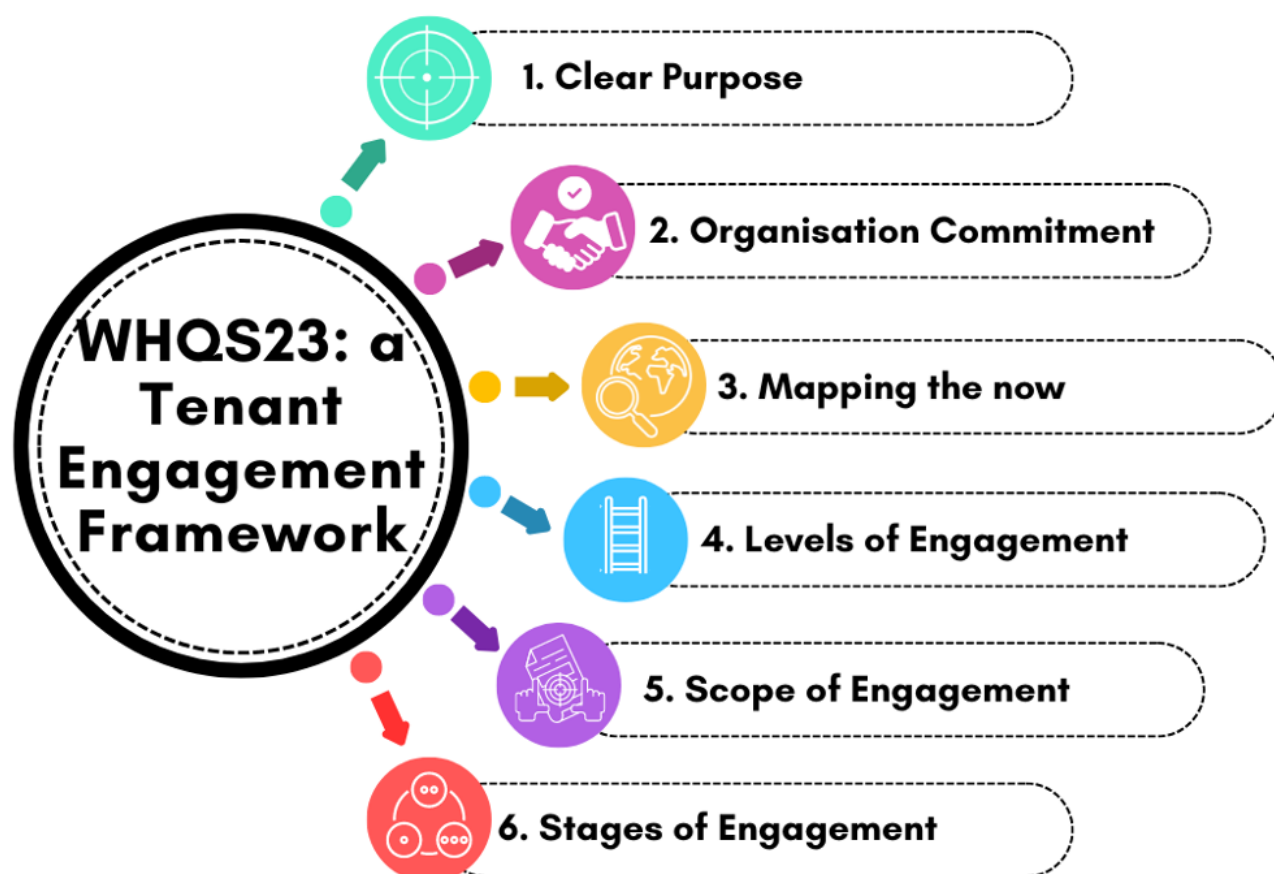 WHQS23: a
Tenant
Engagement
Framework
1. Clear Purpose
2. Organisation Commitment
3. Mapping the now
4. Levels of Engagement
5. Scope of Engagement
6. Stages of Engagement